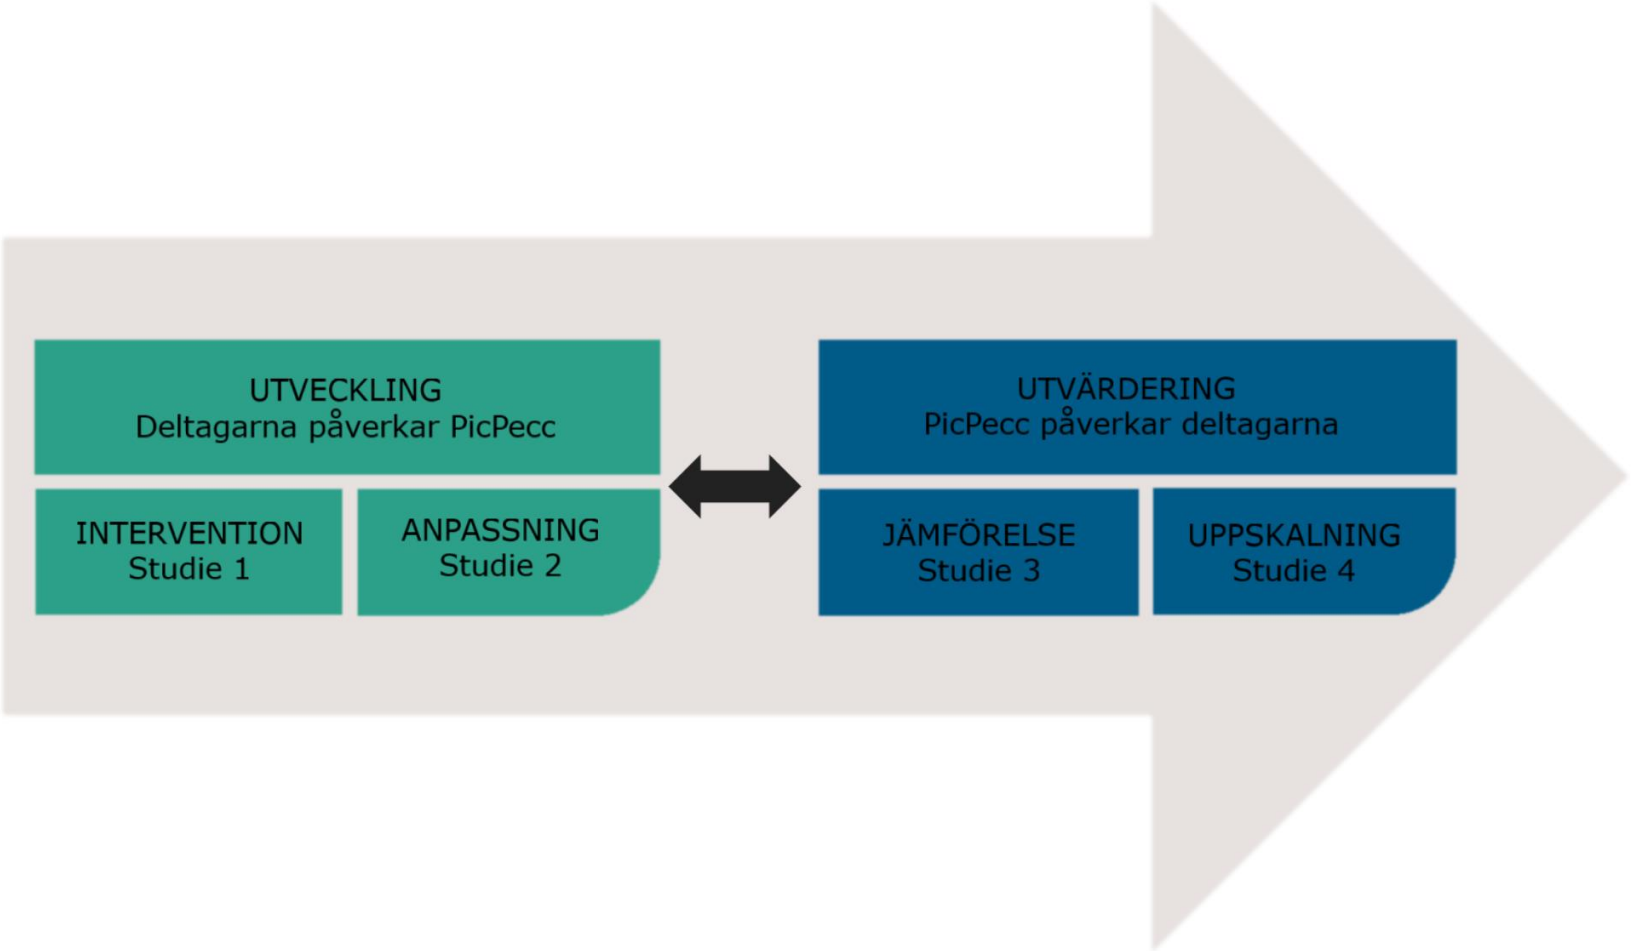 UTVECKLING
Deltagarna påverkar PicPecc
INTERVENTION
Studie 1
ANPASSNING
Studie 2
UTVÄRDERING
PicPecc påverkar deltagarna
JÄMFÖRELSE
Studie 3
UPPSKALNING
Studie 4